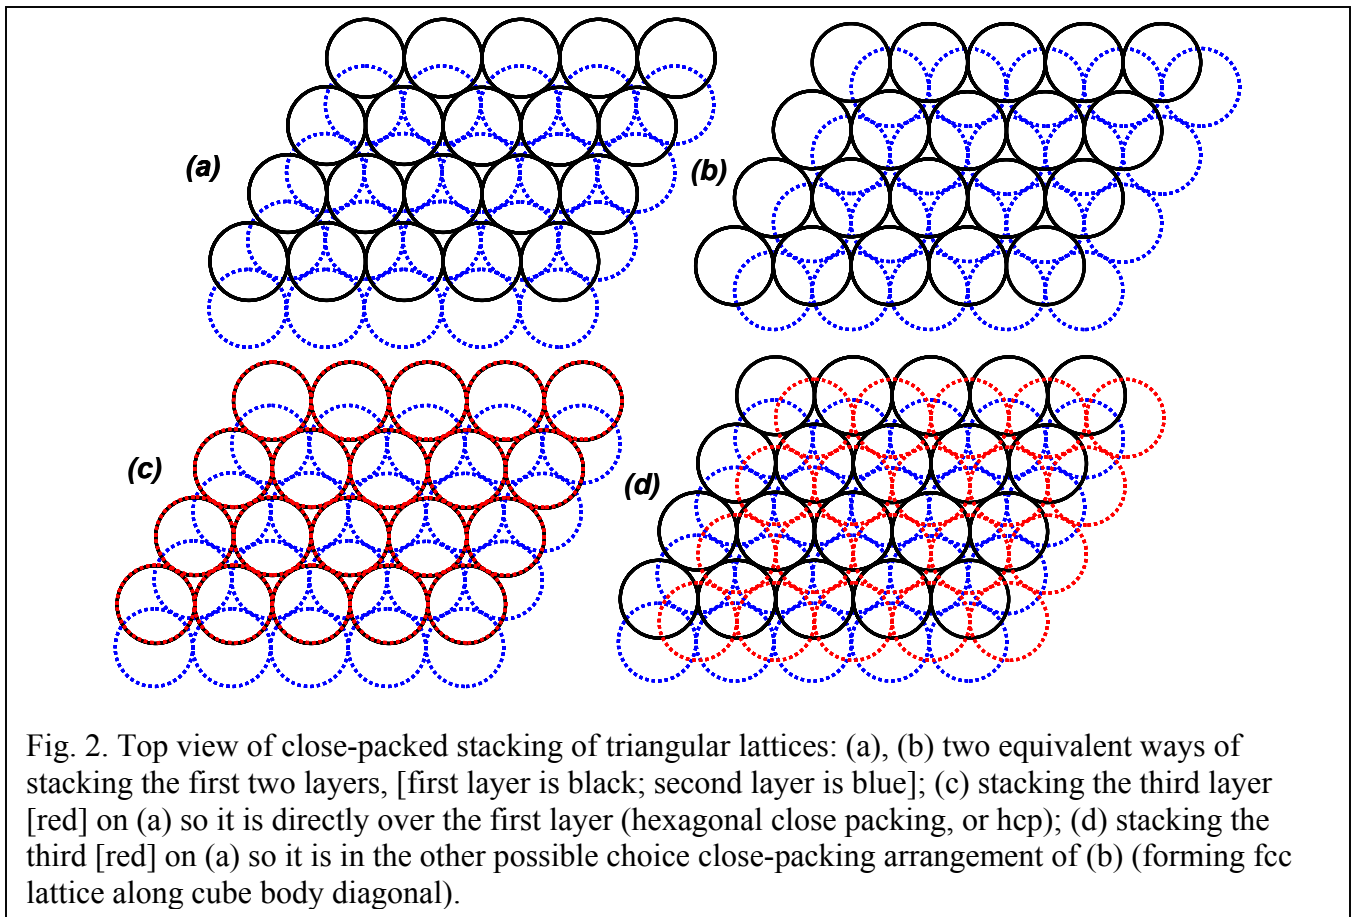 (a)
(b)
(c)
(d)
Fig. 2. Top view of close-packed stacking of triangular lattices: (a), (b) two equivalent ways of
stacking the first two layers, [first layer is black; second layer is blue]; (c) stacking the third layer
[red] on (a) so it is directly over the first layer (hexagonal close packing, or hcp); (d) stacking the
third [red] on (a) so it is in the other possible choice close-packing arrangement of (b) (forming fcc
lattice along cube body diagonal).